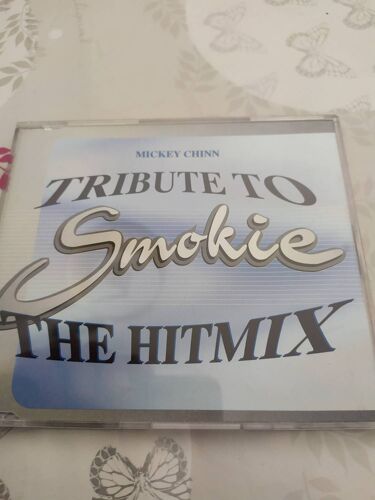 MICKEY CHINN
TRIBUTE TO
Smokie
THE HITMIX